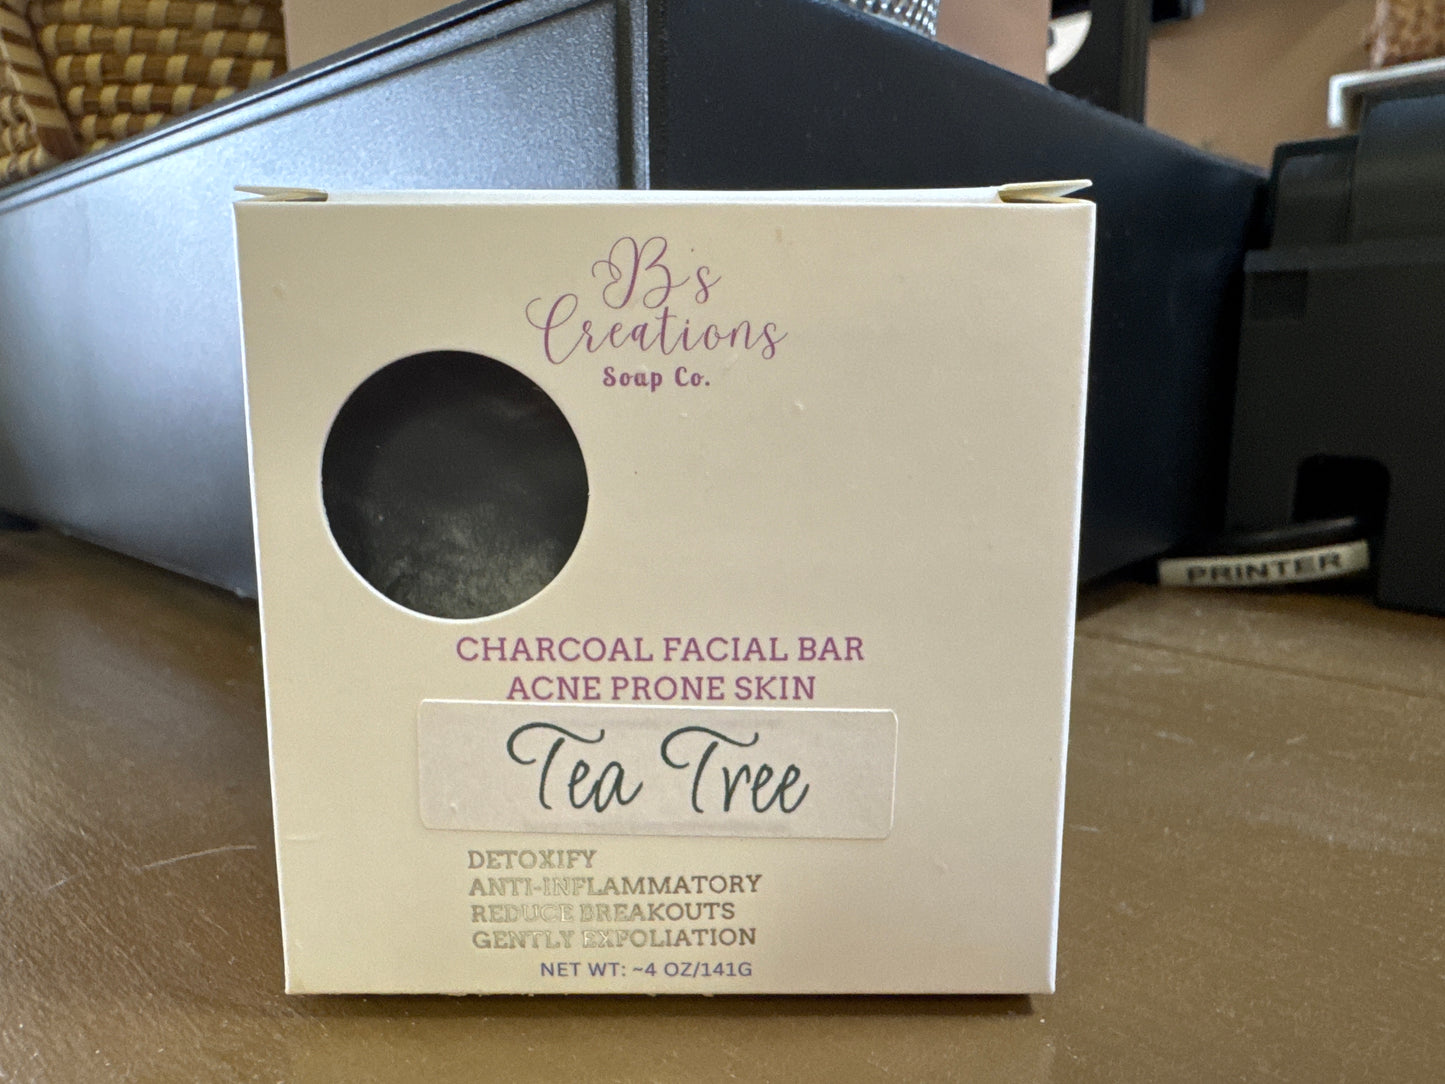 B's
Creations
Soap Co.
CHARCOAL FACIAL BAR
ACNE PRONE SKIN
Tea Tree
DETOXIFY
ANTI-INFLAMMATORY
REDUCE BREAKOUTS
GENTLY EXFOLIATION
NET WT: ~4 OZ/141G
PRINTER